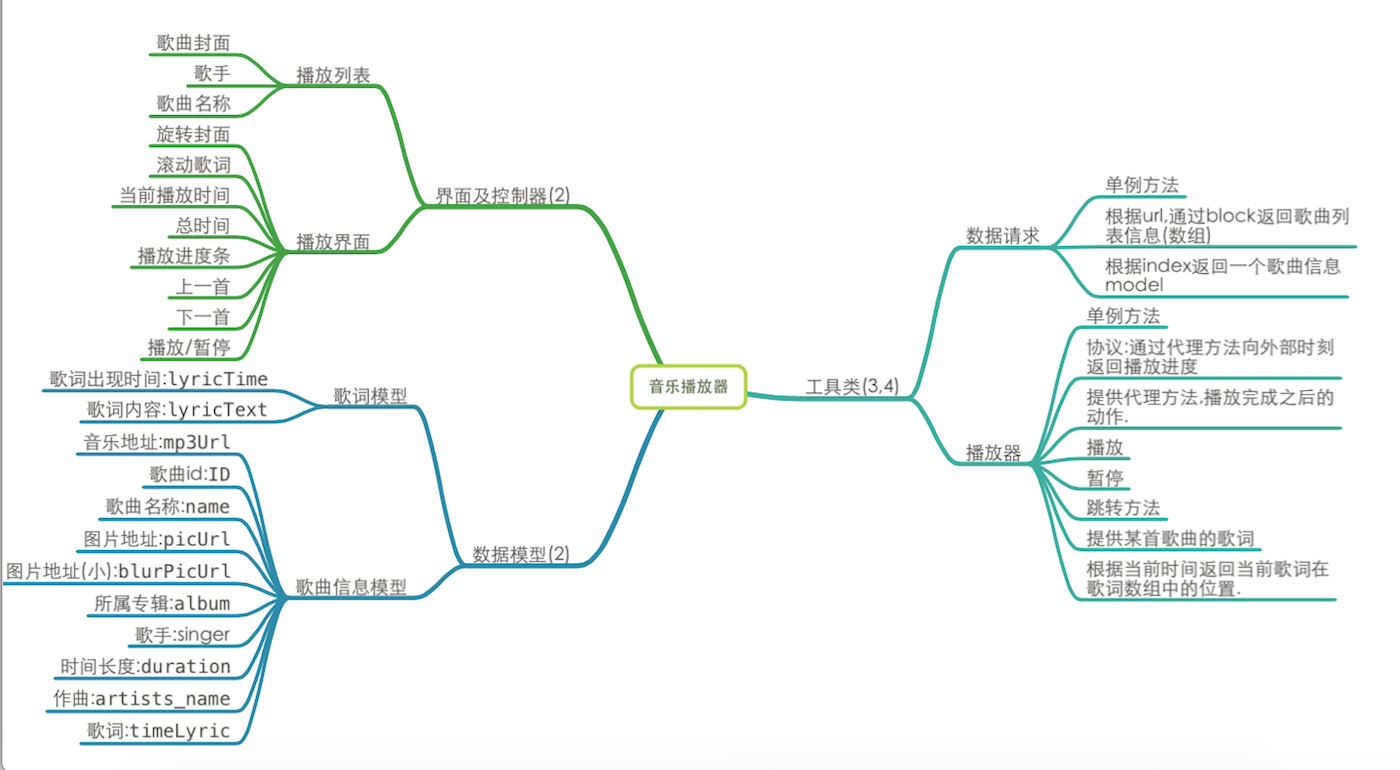 歌曲封面
歌手
歌曲名称
播放列表
旋转封面
滚动歌词
当前播放时间
总时间
播放进度条
上一首
下一首
播放/暂停
播放界面
界面及控制器(2)
歌词出现时间:lyricTime
歌词内容:lyricText
歌词模型
音乐地址:mp3Url
歌曲id:ID
歌曲名称:name
图片地址:picUrl
图片地址(小):blurPicUrl
所属专辑:album
歌手:singer
时间长度:duration
作曲:artists_name
歌词:timeLyric
歌曲信息模型
数据模型(2)
音乐播放器
工具类(3,4)
数据请求
单例方法
根据url,通过block返回歌曲列
表信息(数组)
根据index返回一个歌曲信息
model
播放器
单例方法
协议:通过代理方法向外部时刻
返回播放进度
提供代理方法,播放完成之后的
动作.
播放
暂停
跳转方法
提供某首歌曲的歌词
根据当前时间返回当前歌词在
歌词数组中的位置.